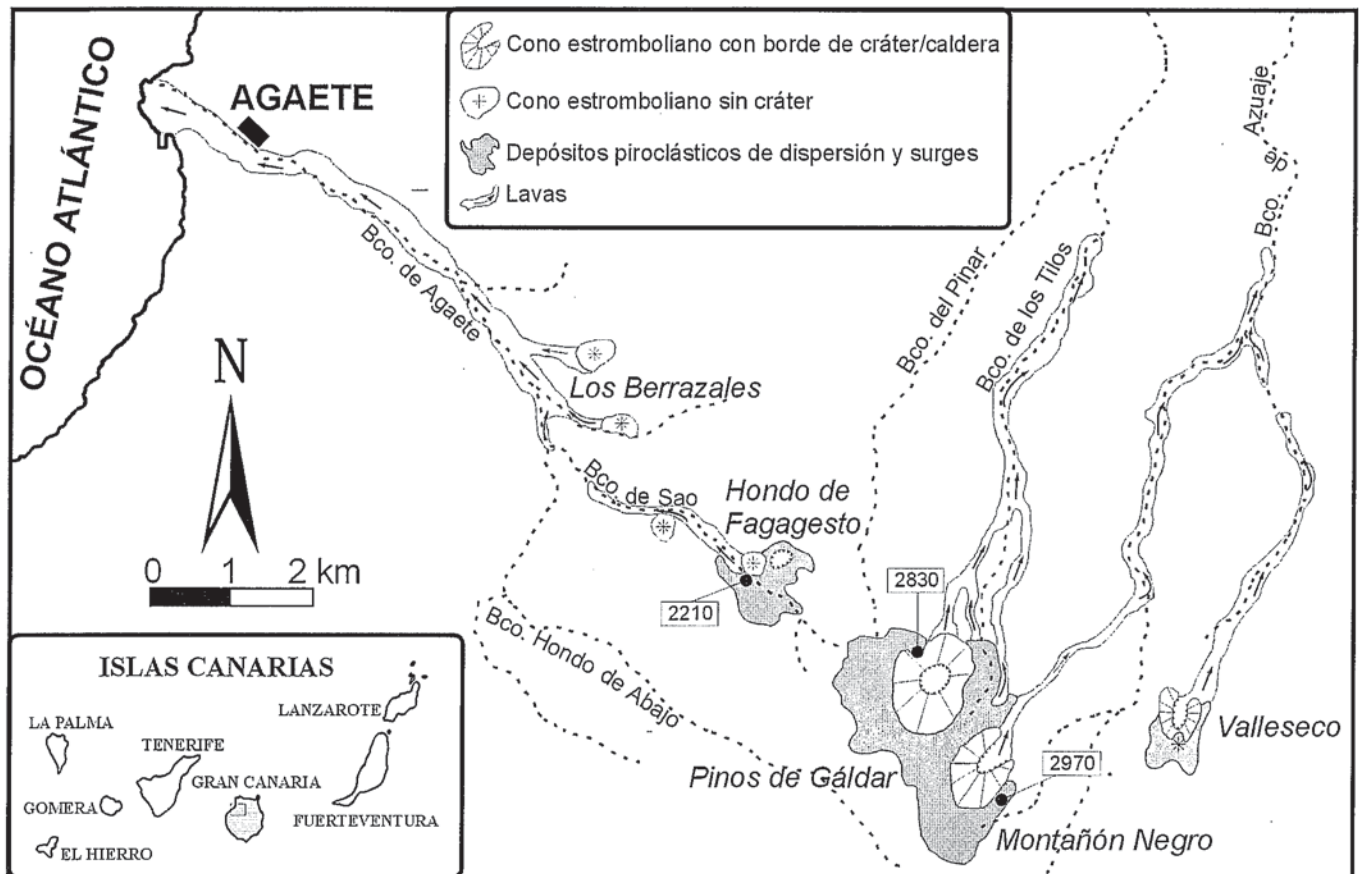 Cono estromboliano con borde de cráter/caldera
Cono estromboliano sin cráter
Depósitos piroclásticos de dispersión y surges
Lavas
OCÉANO ATLÁNTICO
AGAETE
Bco. de Agaete
Los Berrazales
Bco. de Sao
Hondo de
Fagagesto
2210
Bco. Hondo de Abajo
Bco. del Pinar
Bco. de los Tilos
Bco. de Azuaje
2830
Pinos de Gáldar
2970
Montañón Negro
Valleseco
N
0 1 2 km
ISLAS CANARIAS
LA PALMA
TENERIFE
LANZAROTE
GRAN CANARIA
GOMERA
FUERTEVENTURA
EL HIERRO